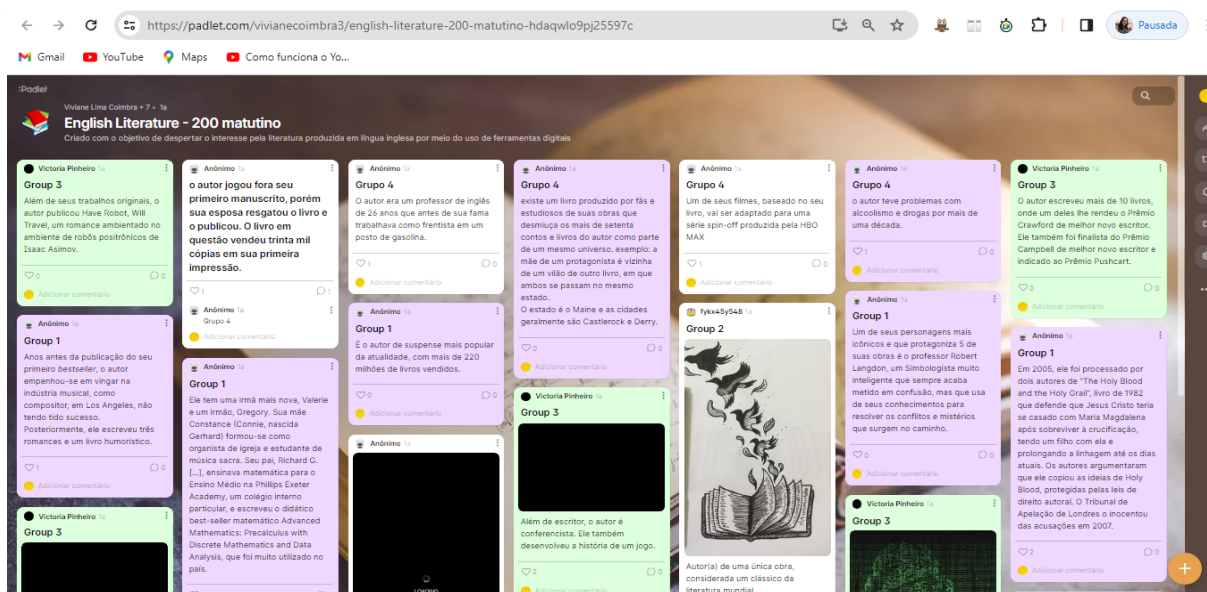 https://padlet.com/vivianecoimbra3/english-literature-200-matutino-hdaqwlo9pj25597c
Pausada
Gmail
YouTube
Maps
Como funciona o Yo...
:Padlet
Viviane Lima Coimbra + 7 • 1a
English Literature - 200 matutino
Criado com o objetivo de despertar o interesse pela literatura produzida em língua inglesa por meio do uso de ferramentas digitais
Victoria Pinheiro 1a
Group 3
Além de seus trabalhos originais, o
autor publicou Have Robot, Will
Travel, um romance ambientado no
ambiente de robôs positrônicos de
Isaac Asimov.
0
0
Adicionar comentário
Anônimo 1a
Group 1
Anos antes da publicação do seu
primeiro bestseller, o autor
empenhou-se em vingar na
indústria musical, como
compositor, em Los Angeles, não
tendo tido sucesso.
Posteriormente, ele escreveu três
romances e um livro humorístico.
1
0
Adicionar comentário
Victoria Pinheiro 1a
Group 3
Anônimo 1a
o autor jogou fora seu
primeiro manuscrito, porém
sua esposa resgatou o livro e
o publicou. O livro em
questão vendeu trinta mil
cópias em sua primeira
impressão.
1
1
Anônimo 1a
Grupo 4
Adicionar comentário
Anônimo 1a
Group 1
Ele tem uma irmã mais nova, Valerie
e um irmão, Gregory. Sua mãe
Constance (Connie, nascida
Gerhard) formou-se como
organista de igreja e estudante de
música sacra. Seu pai, Richard G.
[...], ensinava matemática para o
Ensino Médio na Phillips Exeter
Academy, um colégio interno
particular, e escreveu o didático
best-seller matemático Advanced
Mathematics: Precalculus with
Discrete Mathematics and Data
Analysis, que foi muito utilizado no
país.
Anônimo 1a
Grupo 4
O autor era um professor de inglês
de 26 anos que antes de sua fama
trabalhava como frentista em um
posto de gasolina.
1
0
Adicionar comentário
Anônimo 1a
Group 1
É o autor de suspense mais popular
da atualidade, com mais de 220
milhões de livros vendidos.
0
0
Adicionar comentário
Anônimo 1a
LOADING
Anônimo 1a
Grupo 4
existe um livro produzido por fãs e
estudiosos de suas obras que
desmiuça os mais de setenta
contos e livros do autor como parte
de um mesmo universo. exemplo: a
mãe de um protagonista é vizinha
de um vilão de outro livro, em que
ambos se passam no mesmo
estado.
O estado é o Maine e as cidades
geralmente são Castlerock e Derry.
0
0
Adicionar comentário
Victoria Pinheiro 1a
Group 3
Além de escritor, o autor é
conferencista. Ele também
desenvolveu a história de um jogo.
2
0
Adicionar comentário
Anônimo 1a
Grupo 4
Um de seus filmes, baseado no seu
livro, vai ser adaptado para uma
série spin-off produzida pela HBO
MAX
1
0
Adicionar comentário
fykx45y548 1a
Group 2
Autor(a) de uma única obra,
considerada um clássico da
literatura mundial
Anônimo 1a
Grupo 4
o autor teve problemas com
alcoolismo e drogas por mais de
uma década.
1
0
Adicionar comentário
Anônimo 1a
Group 1
Um de seus personagens mais
icônicos e que protagoniza 5 de
suas obras é o professor Robert
Langdon, um Simbologista muito
inteligente que sempre acaba
metido em confusão, mas que usa
de seus conhecimentos para
resolver os conflitos e mistérios
que surgem no caminho.
0
0
Adicionar comentário
Victoria Pinheiro 1a
Group 3
Victoria Pinheiro 1a
Group 3
O autor escreveu mais de 10 livros,
onde um deles lhe rendeu o Prêmio
Crawford de melhor novo escritor.
Ele também foi finalista do Prêmio
Campbell de melhor novo escritor e
indicado ao Prêmio Pushcart.
0
0
Adicionar comentário
Anônimo 1a
Group 1
Em 2005, ele foi processado por
dois autores de "The Holy Blood
and the Holy Grail", livro de 1982
que defende que Jesus Cristo teria
se casado com Maria Magdalena
após sobreviver à crucificação,
tendo um filho com ela e
prolongando a linhagem até os dias
atuais. Os autores argumentaram
que ele copiou as ideias de Holy
Blood, protegidas pelas leis de
direito autoral. O Tribunal de
Apelação de Londres o inocentou
das acusações em 2007.
2
0
Adicionar comentário